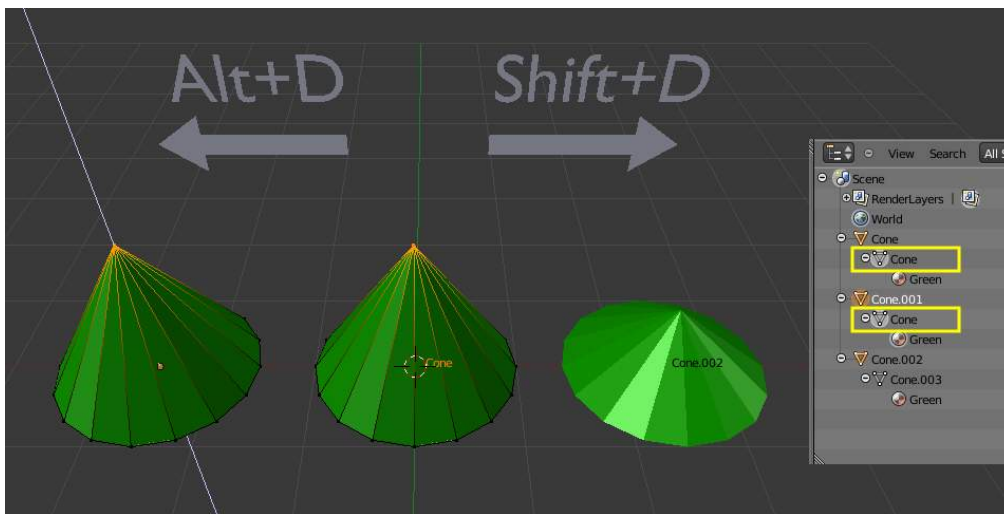 Alt+D
Shift+D
View Search All S
Scene
RenderLayers |
World
Cone
Cone
Green
Cone.001
Cone
Green
Cone.002
Cone.003
Green
Cone
Cone.002